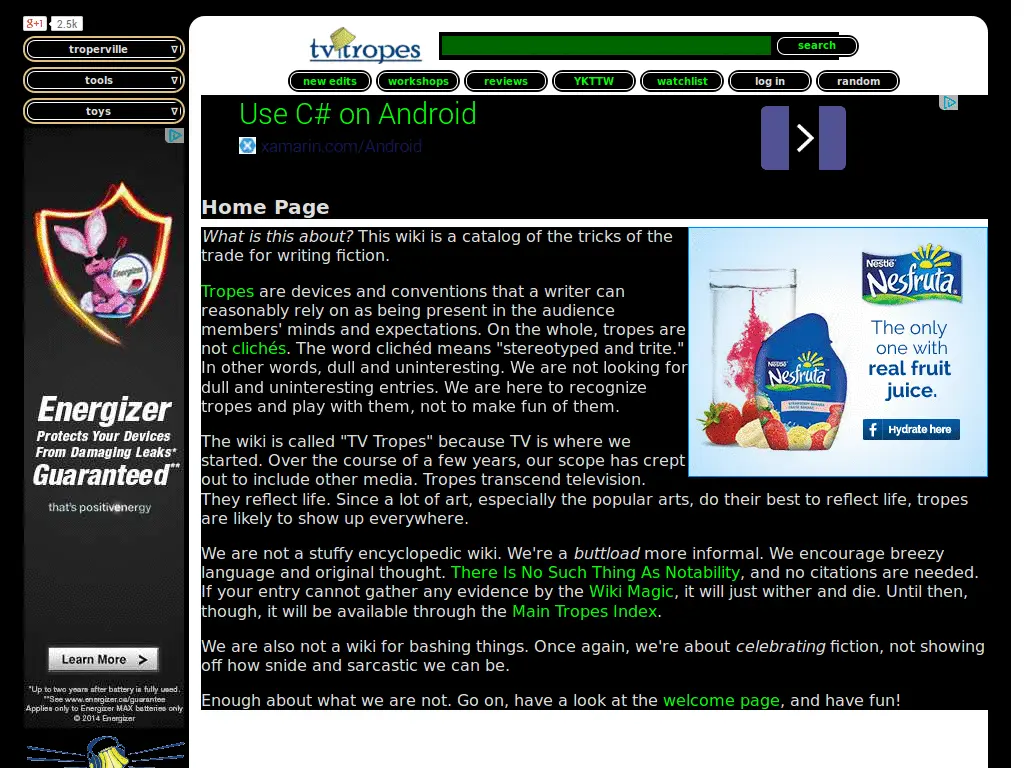 g+1 2.5k
troperville
tools
toys
Energizer
Energizer
Protects Your Devices
From Damaging Leaks*
Guaranteed**
that's positivenergy
Learn More >
*Up to two years after battery is fully used.
**See www.energizer.ca/guarantee
Applies only to Energizer MAX batteries only
© 2014 Energizer
tv tropes
search
new edits workshops reviews YKTTW watchlist log in random
Use C# on Android
xamarin.com/Android
Home Page
What is this about? This wiki is a catalog of the tricks of the
trade for writing fiction.
Tropes are devices and conventions that a writer can
reasonably rely on as being present in the audience
members' minds and expectations. On the whole, tropes are
not clichés. The word clichéd means "stereotyped and trite."
In other words, dull and uninteresting. We are not looking for
dull and uninteresting entries. We are here to recognize
tropes and play with them, not to make fun of them.
The wiki is called "TV Tropes" because TV is where we
started. Over the course of a few years, our scope has crept
out to include other media. Tropes transcend television.
They reflect life. Since a lot of art, especially the popular arts, do their best to reflect life, tropes
are likely to show up everywhere.
We are not a stuffy encyclopedic wiki. We're a buttload more informal. We encourage breezy
language and original thought. There Is No Such Thing As Notability, and no citations are needed.
If your entry cannot gather any evidence by the Wiki Magic, it will just wither and die. Until then,
though, it will be available through the Main Tropes Index.
We are also not a wiki for bashing things. Once again, we're about celebrating fiction, not showing
off how snide and sarcastic we can be.
Enough about what we are not. Go on, have a look at the welcome page, and have fun!
Nestlé
Nesfruta
The only
one with
real fruit
juice.
f Hydrate here
Nestlé
Nesfruta